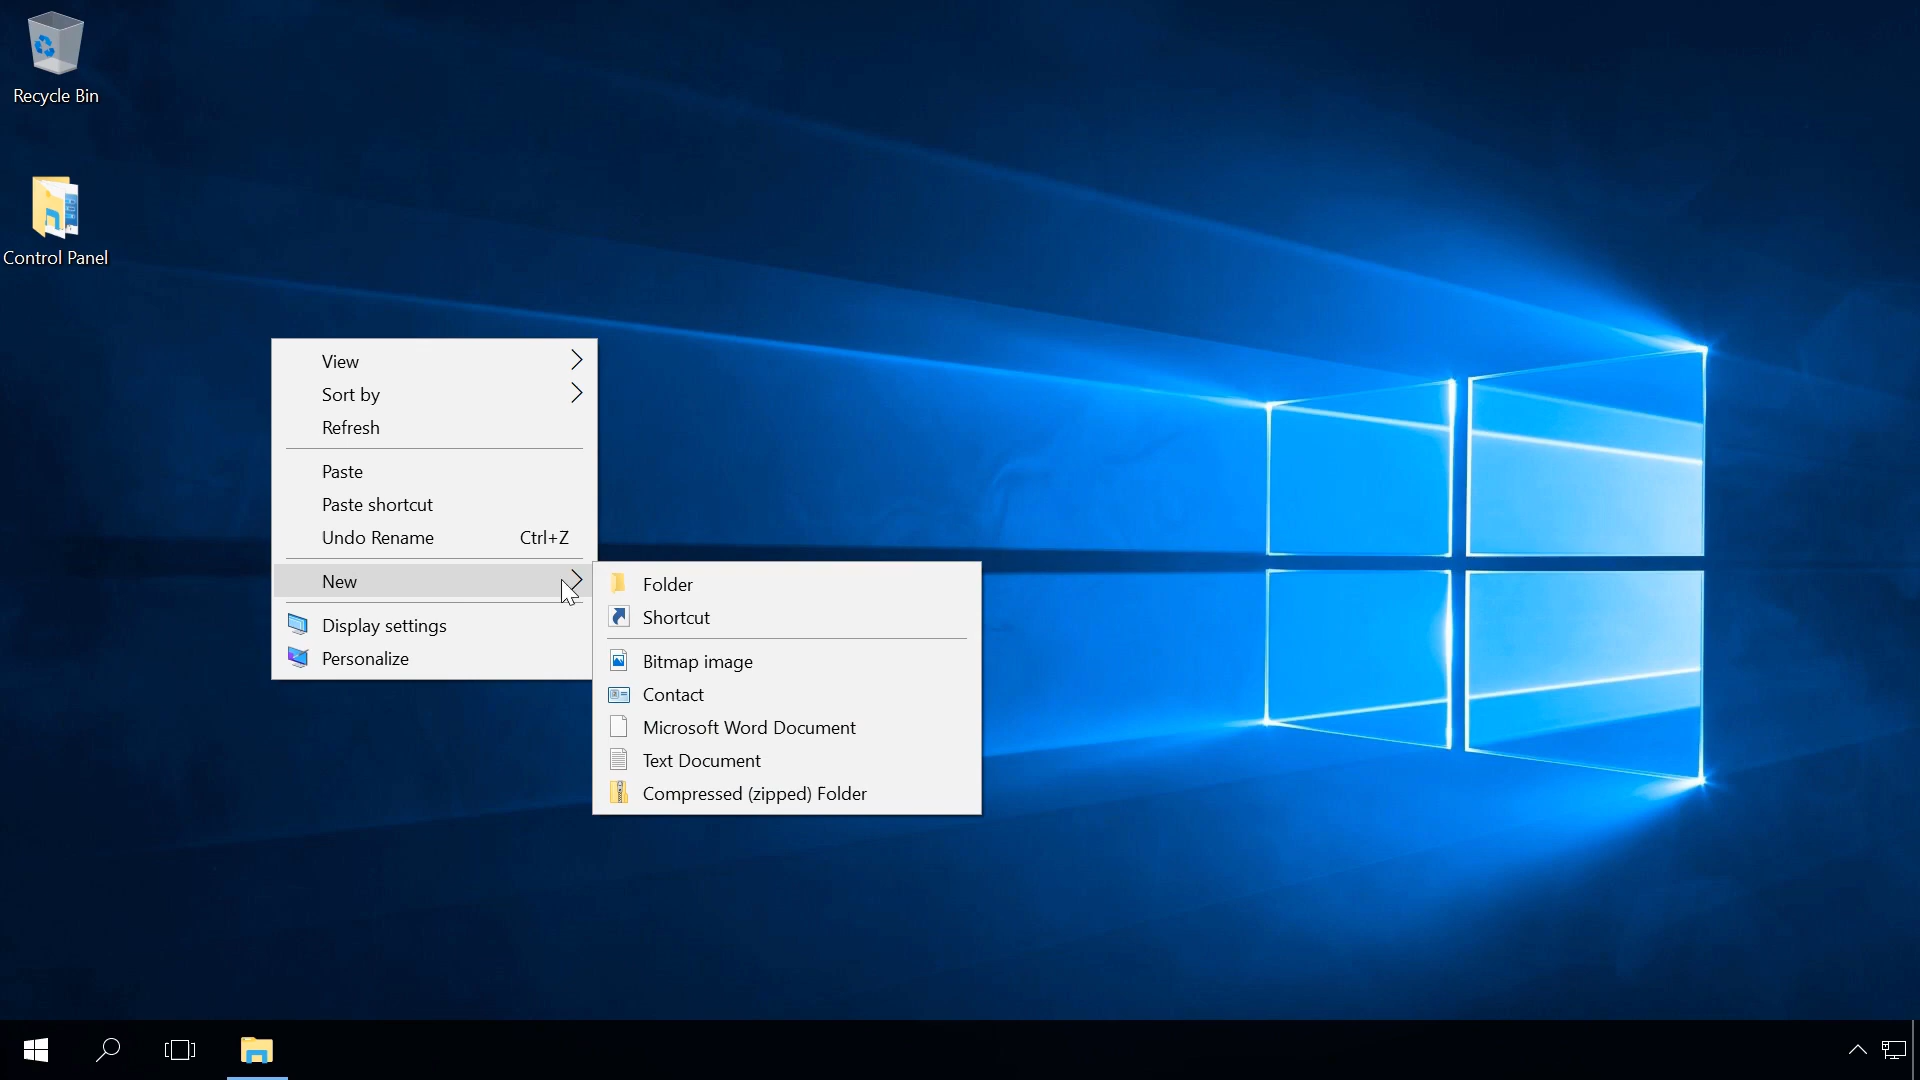 Recycle Bin
Control Panel
View
Sort by
Refresh
Paste
Paste shortcut
Undo Rename Ctrl+Z
New
Display settings
Personalize
Folder
Shortcut
Bitmap image
Contact
Microsoft Word Document
Text Document
Compressed (zipped) Folder